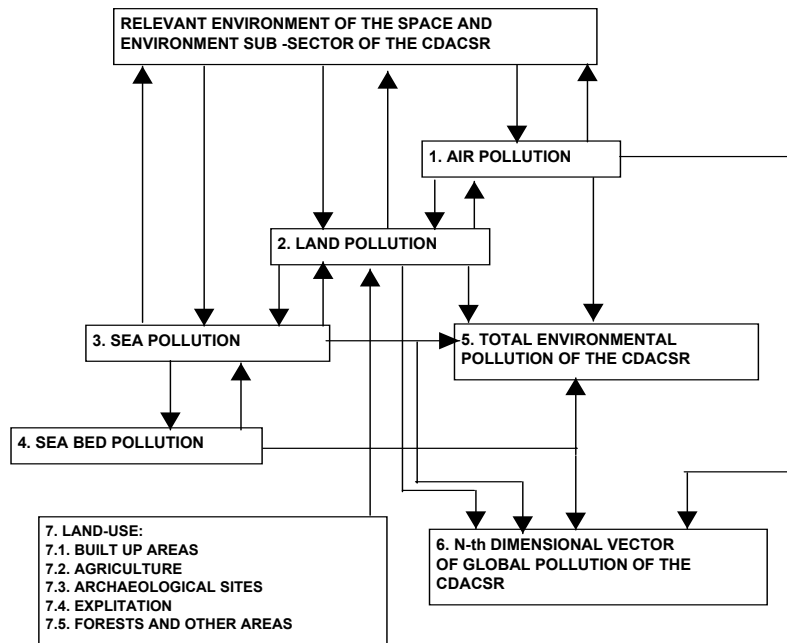 RELEVANT ENVIRONMENT OF THE SPACE AND
ENVIRONMENT SUB -SECTOR OF THE CDACSR
1. AIR POLLUTION
2. LAND POLLUTION
3. SEA POLLUTION
5. TOTAL ENVIRONMENTAL
POLLUTION OF THE CDACSR
4. SEA BED POLLUTION
7. LAND-USE:
7.1. BUILT UP AREAS
7.2. AGRICULTURE
7.3. ARCHAEOLOGICAL SITES
7.4. EXPLITATION
7.5. FORESTS AND OTHER AREAS
6. N-th DIMENSIONAL VECTOR
OF GLOBAL POLLUTION OF THE
CDACSR